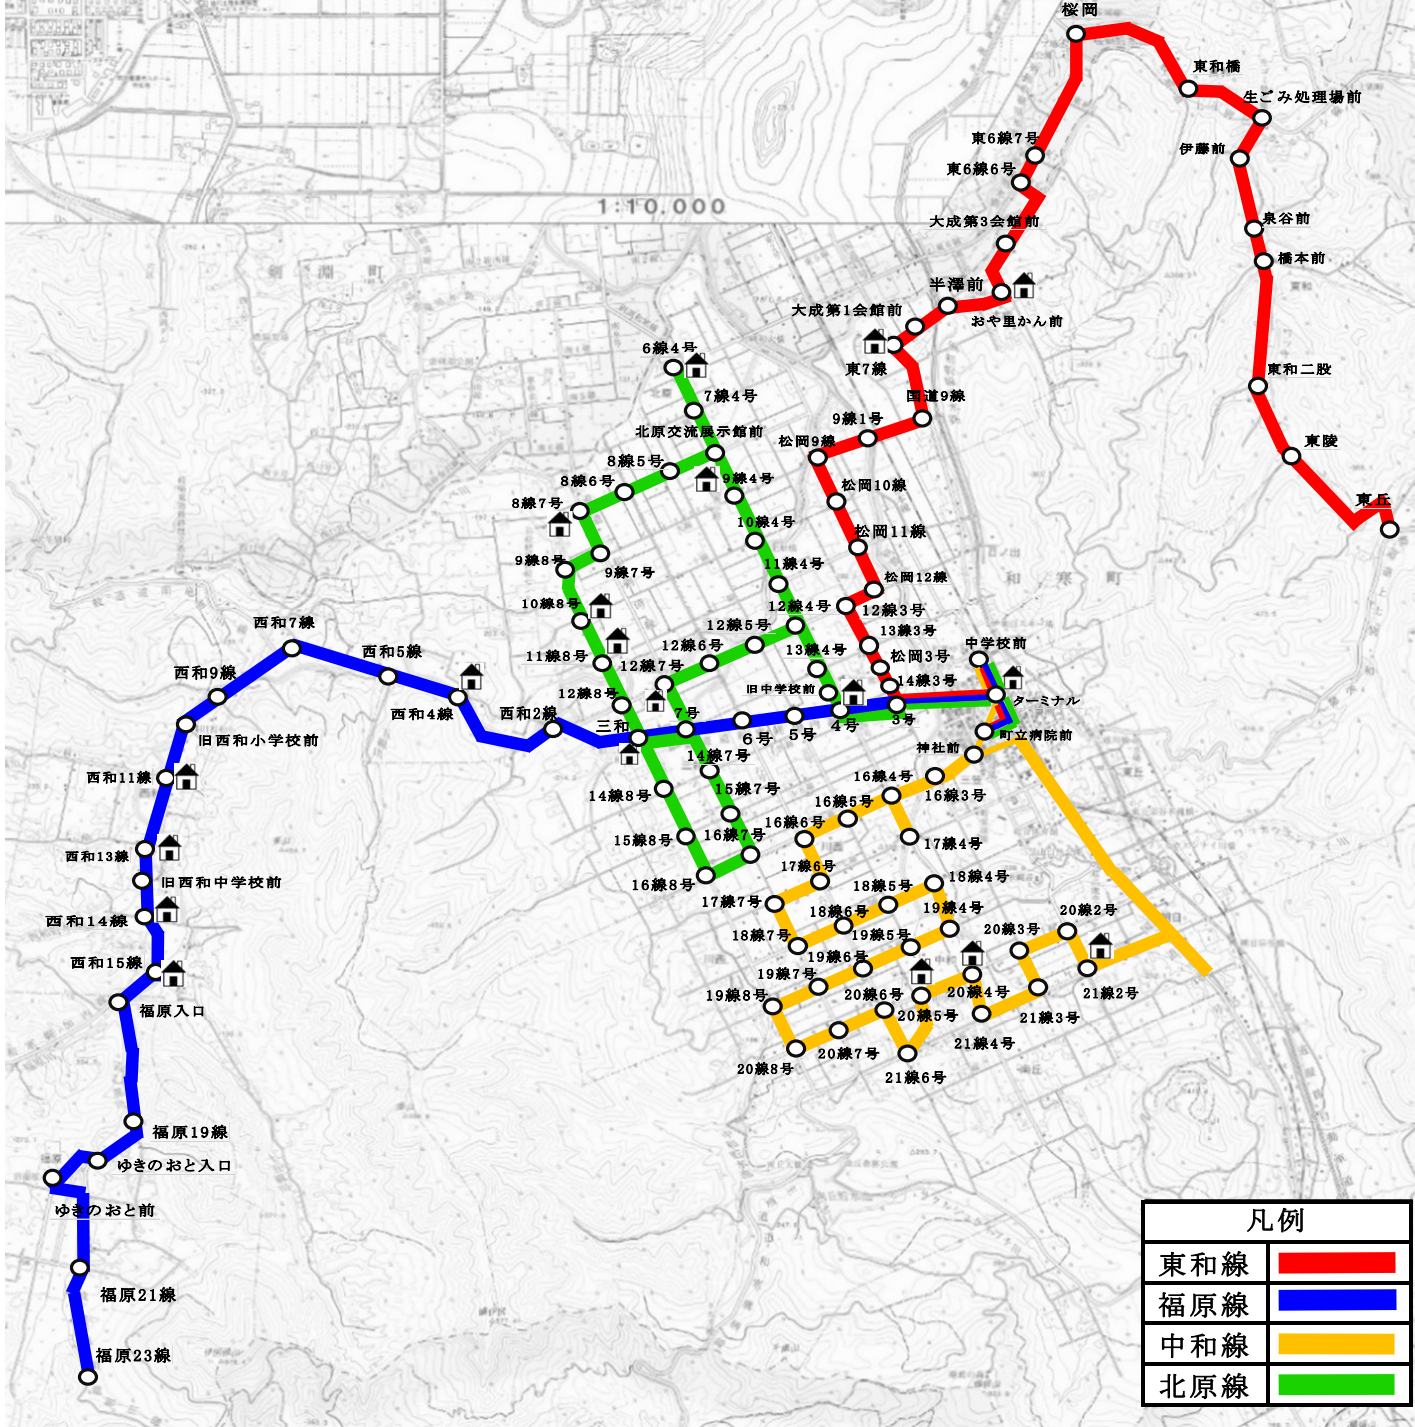 桜岡
東和橋
生ごみ処理場前
東6線7号
伊藤前
東6線6号
1:10.000
大成第3会館前
泉谷前
橋本前
半澤前
大成第1会館前
おや里かん前
6線4号
東7線
東和二股
7線4号
国道9線
9線1号
北原交流展示館前
松岡9線
東陵
8線5号
8線6号
9線4号
松岡10線
8線7号
東丘
10線4号
松岡11線
9線8号
9線7号
11線4号
剣淵町
和寒町
松岡12線
10線8号
12線4号
12線3号
西和7線
12線5号
13線3号
12線6号
13線4号
中学校前
西和5線
11線8号
12線7号
松岡3号
西和9線
14線3号
旧中学校前
12線8号
ターミナル
西和4線
西和2線
三和
7号
6号
5号
4号
3号
町立病院前
旧西和小学校前
神社前
14線7号
西和11線
16線4号
14線8号
15線7号
16線5号
16線3号
16線6号
15線8号
16線7号
17線4号
西和13線
17線6号
旧西和中学校前
16線8号
18線5号
18線4号
17線7号
18線6号
19線4号
20線2号
西和14線
18線7号
19線5号
20線3号
19線6号
西和15線
19線7号
20線4号
21線2号
19線8号
20線6号
20線5号
福原入口
21線3号
21線4号
20線7号
20線8号
21線6号
福原19線
ゆきのおと入口
ゆきのおと前
福原21線
福原23線
凡例
東和線
福原線
中和線
北原線